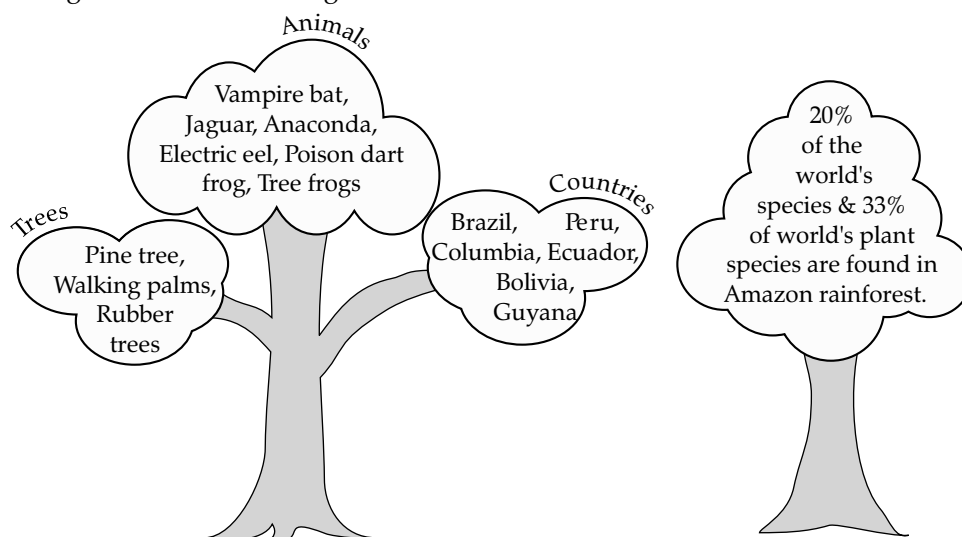 Animals
Vampire bat,
Jaguar, Anaconda,
Electric eel, Poison dart
frog, Tree frogs
Trees
Pine tree,
Walking palms,
Rubber
trees
Countries
Brazil, Peru,
Columbia, Ecuador,
Bolivia,
Guyana
20%
of the
world's
species & 33%
of world's plant
species are found in
Amazon rainforest.